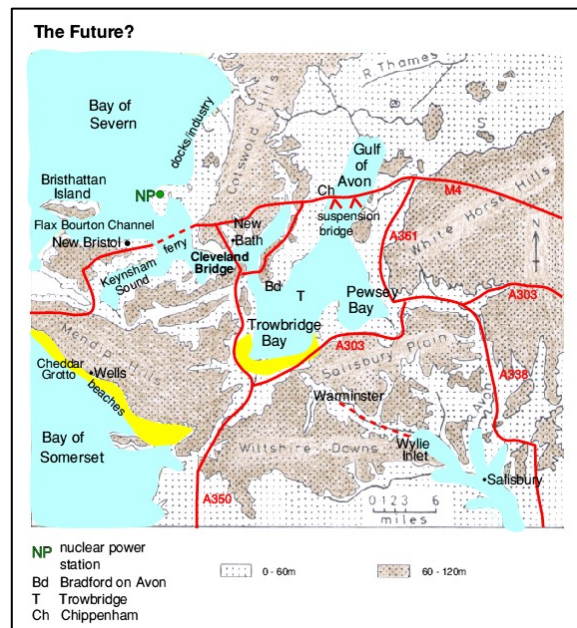 The Future?
R Thames
Bay of
Severn
docks/industry
Cotswold Hills
Gulf
of
Avon
Bristhattan
Island
NP
Ch
M4
suspension
bridge
White Horse Hills
Flax Bourton Channel
New Bristol
ferry
New
Bath
A361
N
Keynsham
Sound
Cleveland
Bridge
Bd
T
Pewsey
Bay
A303
Mendip Hills
Trowbridge
Bay
A303
Salisbury Plain
Cheddar
Grotto
Wells
beaches
A338
Warminster
Avon
Bay of
Somerset
Wiltshire Downs
Wylie
Inlet
Salisbury
A350
0 1 2 3 6
miles
NP nuclear power
station
Bd Bradford on Avon
T Trowbridge
Ch Chippenham
0-60m
60-120m